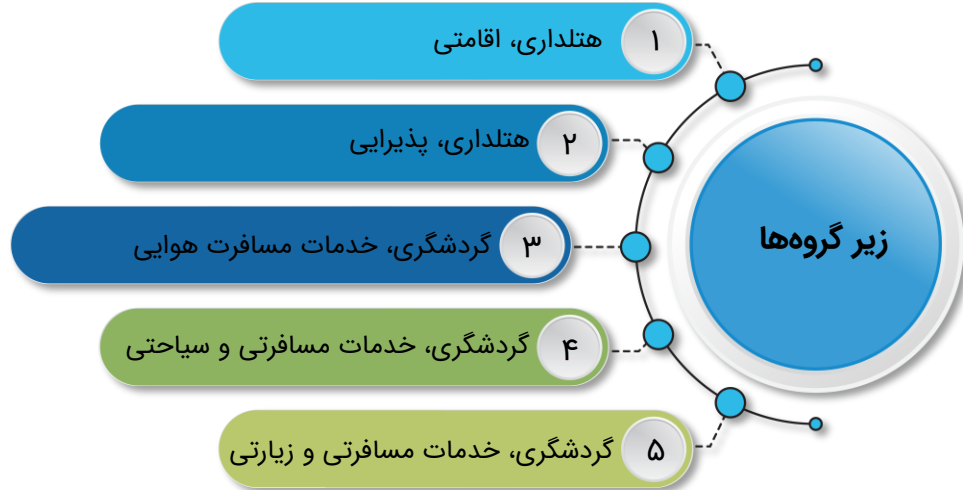 زیر گروه‌ها
۱ هتلداری، اقامتی
۲ هتلداری، پذیرایی
۳ گردشگری، خدمات مسافرت هوایی
۴ گردشگری، خدمات مسافرتی و سیاحتی
۵ گردشگری، خدمات مسافرتی و زیارتی